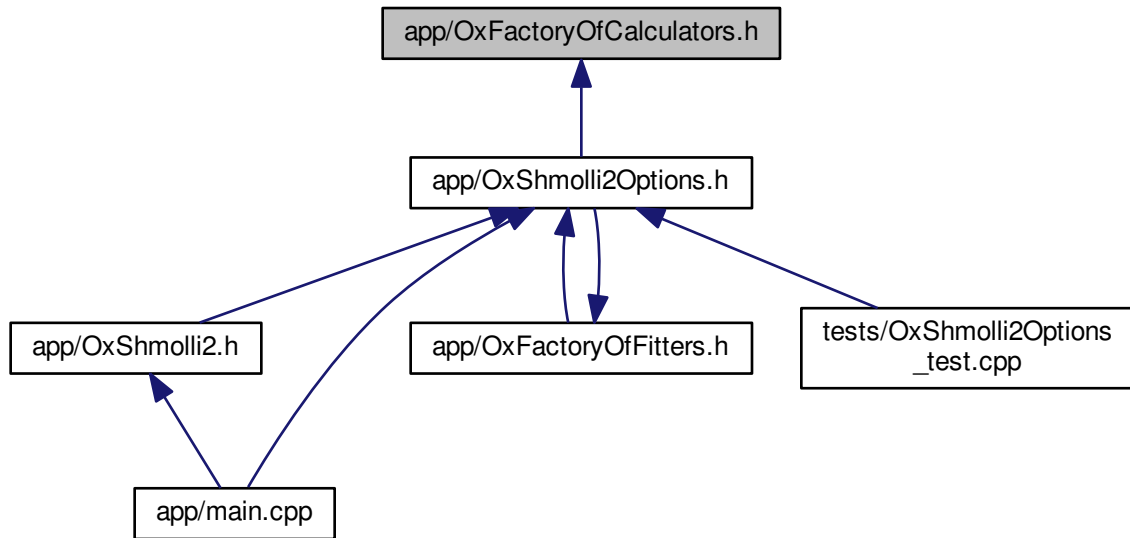 app/OxFactoryOfCalculators.h
app/OxShmolli2Options.h
app/OxShmolli2.h
app/OxFactoryOfFitters.h
tests/OxShmolli2Options
_test.cpp
app/main.cpp